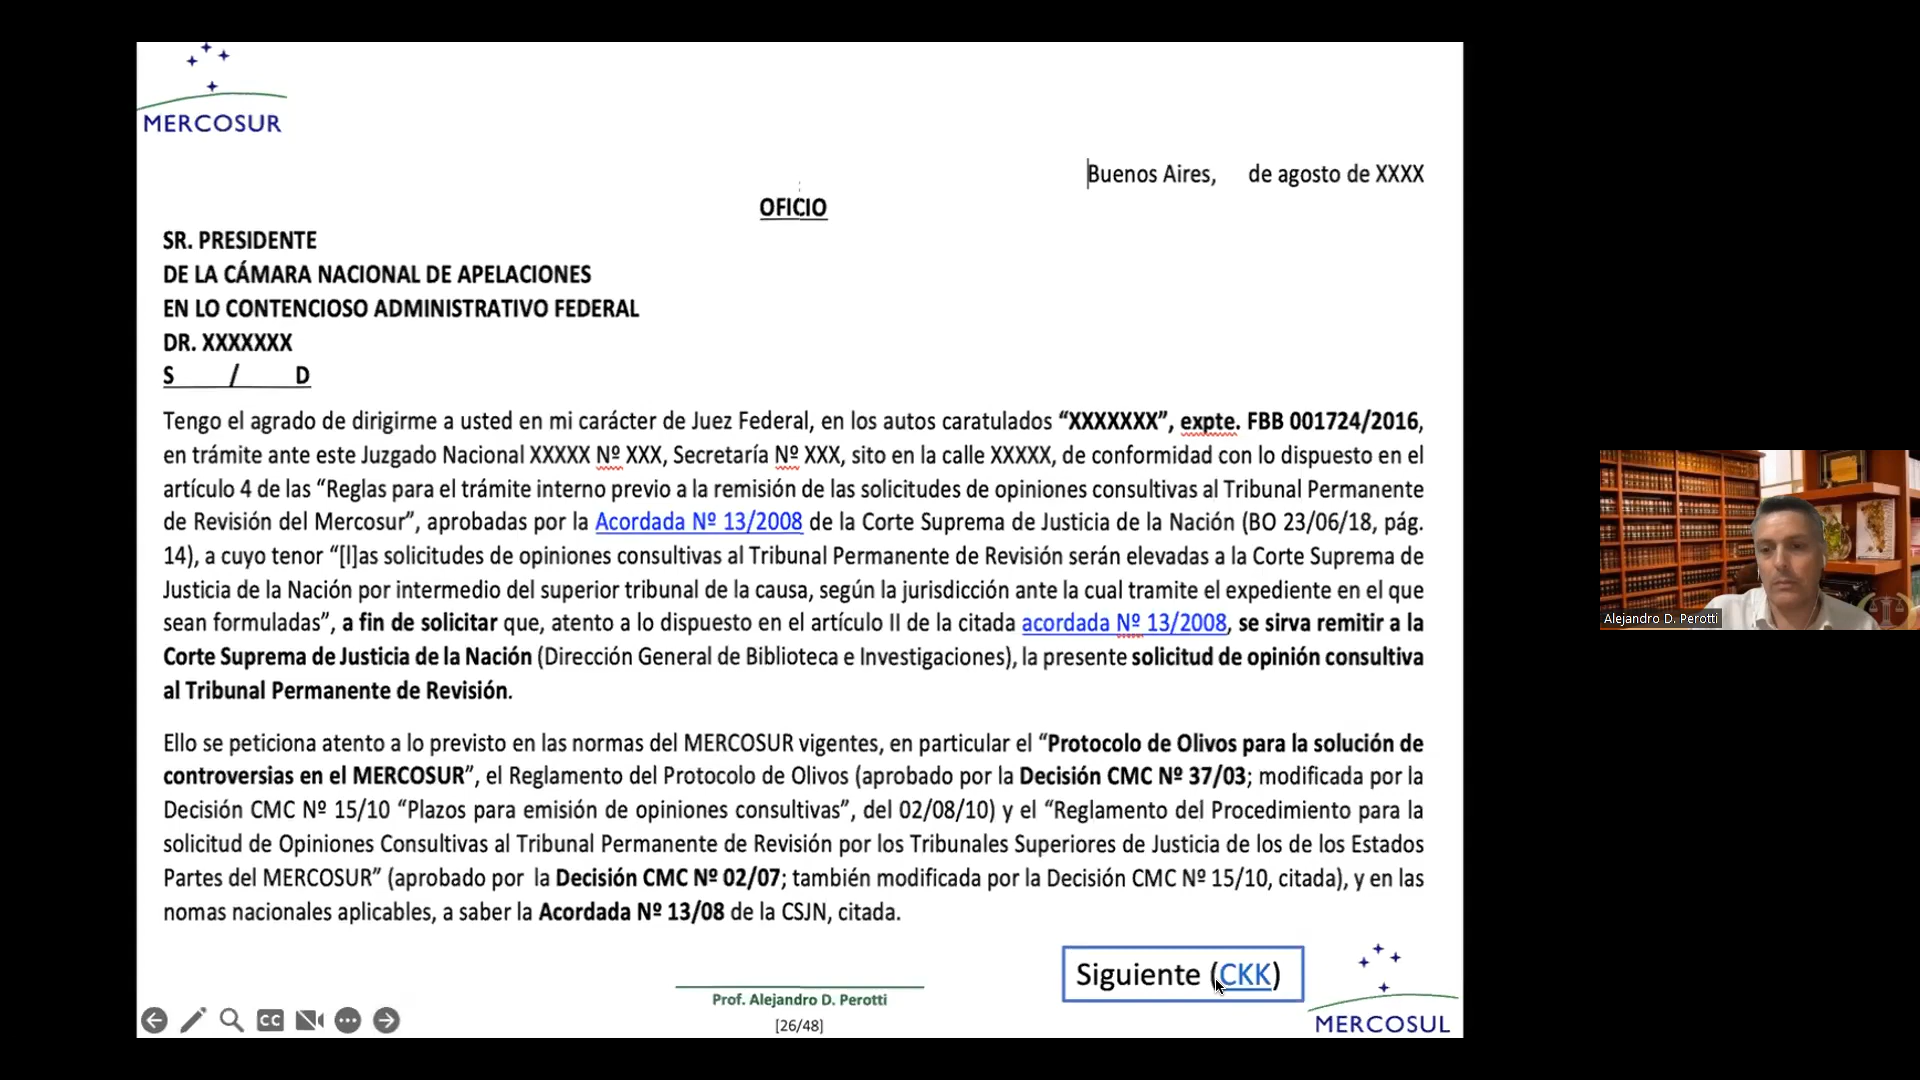 MERCOSUR
Buenos Aires, de agosto de XXXX
OFICIO
SR. PRESIDENTE
DE LA CÁMARA NACIONAL DE APELACIONES
EN LO CONTENCIOSO ADMINISTRATIVO FEDERAL
DR. XXXXXXX
S / D
Tengo el agrado de dirigirme a usted en mi carácter de Juez Federal, en los autos caratulados “XXXXXXX”, expte. FBB 001724/2016,
en trámite ante este Juzgado Nacional XXXXX Nº XXX, Secretaría Nº XXX, sito en la calle XXXXX, de conformidad con lo dispuesto en el
artículo 4 de las “Reglas para el trámite interno previo a la remisión de las solicitudes de opiniones consultivas al Tribunal Permanente
de Revisión del Mercosur”, aprobadas por la Acordada Nº 13/2008 de la Corte Suprema de Justicia de la Nación (BO 23/06/18, pág.
14), a cuyo tenor “[l]as solicitudes de opiniones consultivas al Tribunal Permanente de Revisión serán elevadas a la Corte Suprema de
Justicia de la Nación por intermedio del superior tribunal de la causa, según la jurisdicción ante la cual tramite el expediente en el que
sean formuladas”, a fin de solicitar que, atento a lo dispuesto en el artículo II de la citada acordada Nº 13/2008, se sirva remitir a la
Corte Suprema de Justicia de la Nación (Dirección General de Biblioteca e Investigaciones), la presente solicitud de opinión consultiva
al Tribunal Permanente de Revisión.
Ello se peticiona atento a lo previsto en las normas del MERCOSUR vigentes, en particular el “Protocolo de Olivos para la solución de
controversias en el MERCOSUR”, el Reglamento del Protocolo de Olivos (aprobado por la Decisión CMC Nº 37/03; modificada por la
Decisión CMC Nº 15/10 “Plazos para emisión de opiniones consultivas”, del 02/08/10) y el “Reglamento del Procedimiento para la
solicitud de Opiniones Consultivas al Tribunal Permanente de Revisión por los Tribunales Superiores de Justicia de los de los Estados
Partes del MERCOSUR” (aprobado por la Decisión CMC Nº 02/07; también modificada por la Decisión CMC Nº 15/10, citada), y en las
nomas nacionales aplicables, a saber la Acordada Nº 13/08 de la CSJN, citada.
Siguiente (CKK)
Prof. Alejandro D. Perotti
[26/48]
CC
MERCOSUL
Alejandro D. Perotti